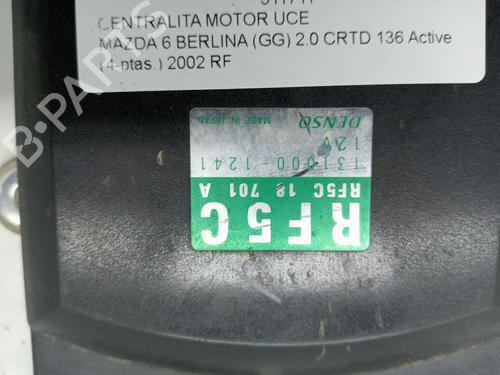 CENTRALITA MOTOR UCE
MAZDA 6 BERLINA (GG) 2.0 CRTD 136 Active
(4-ptas.) 2002 RF
RF5C
RF5C 18 701 A
131000-1241
12V
DENSO MADE IN JAPAN